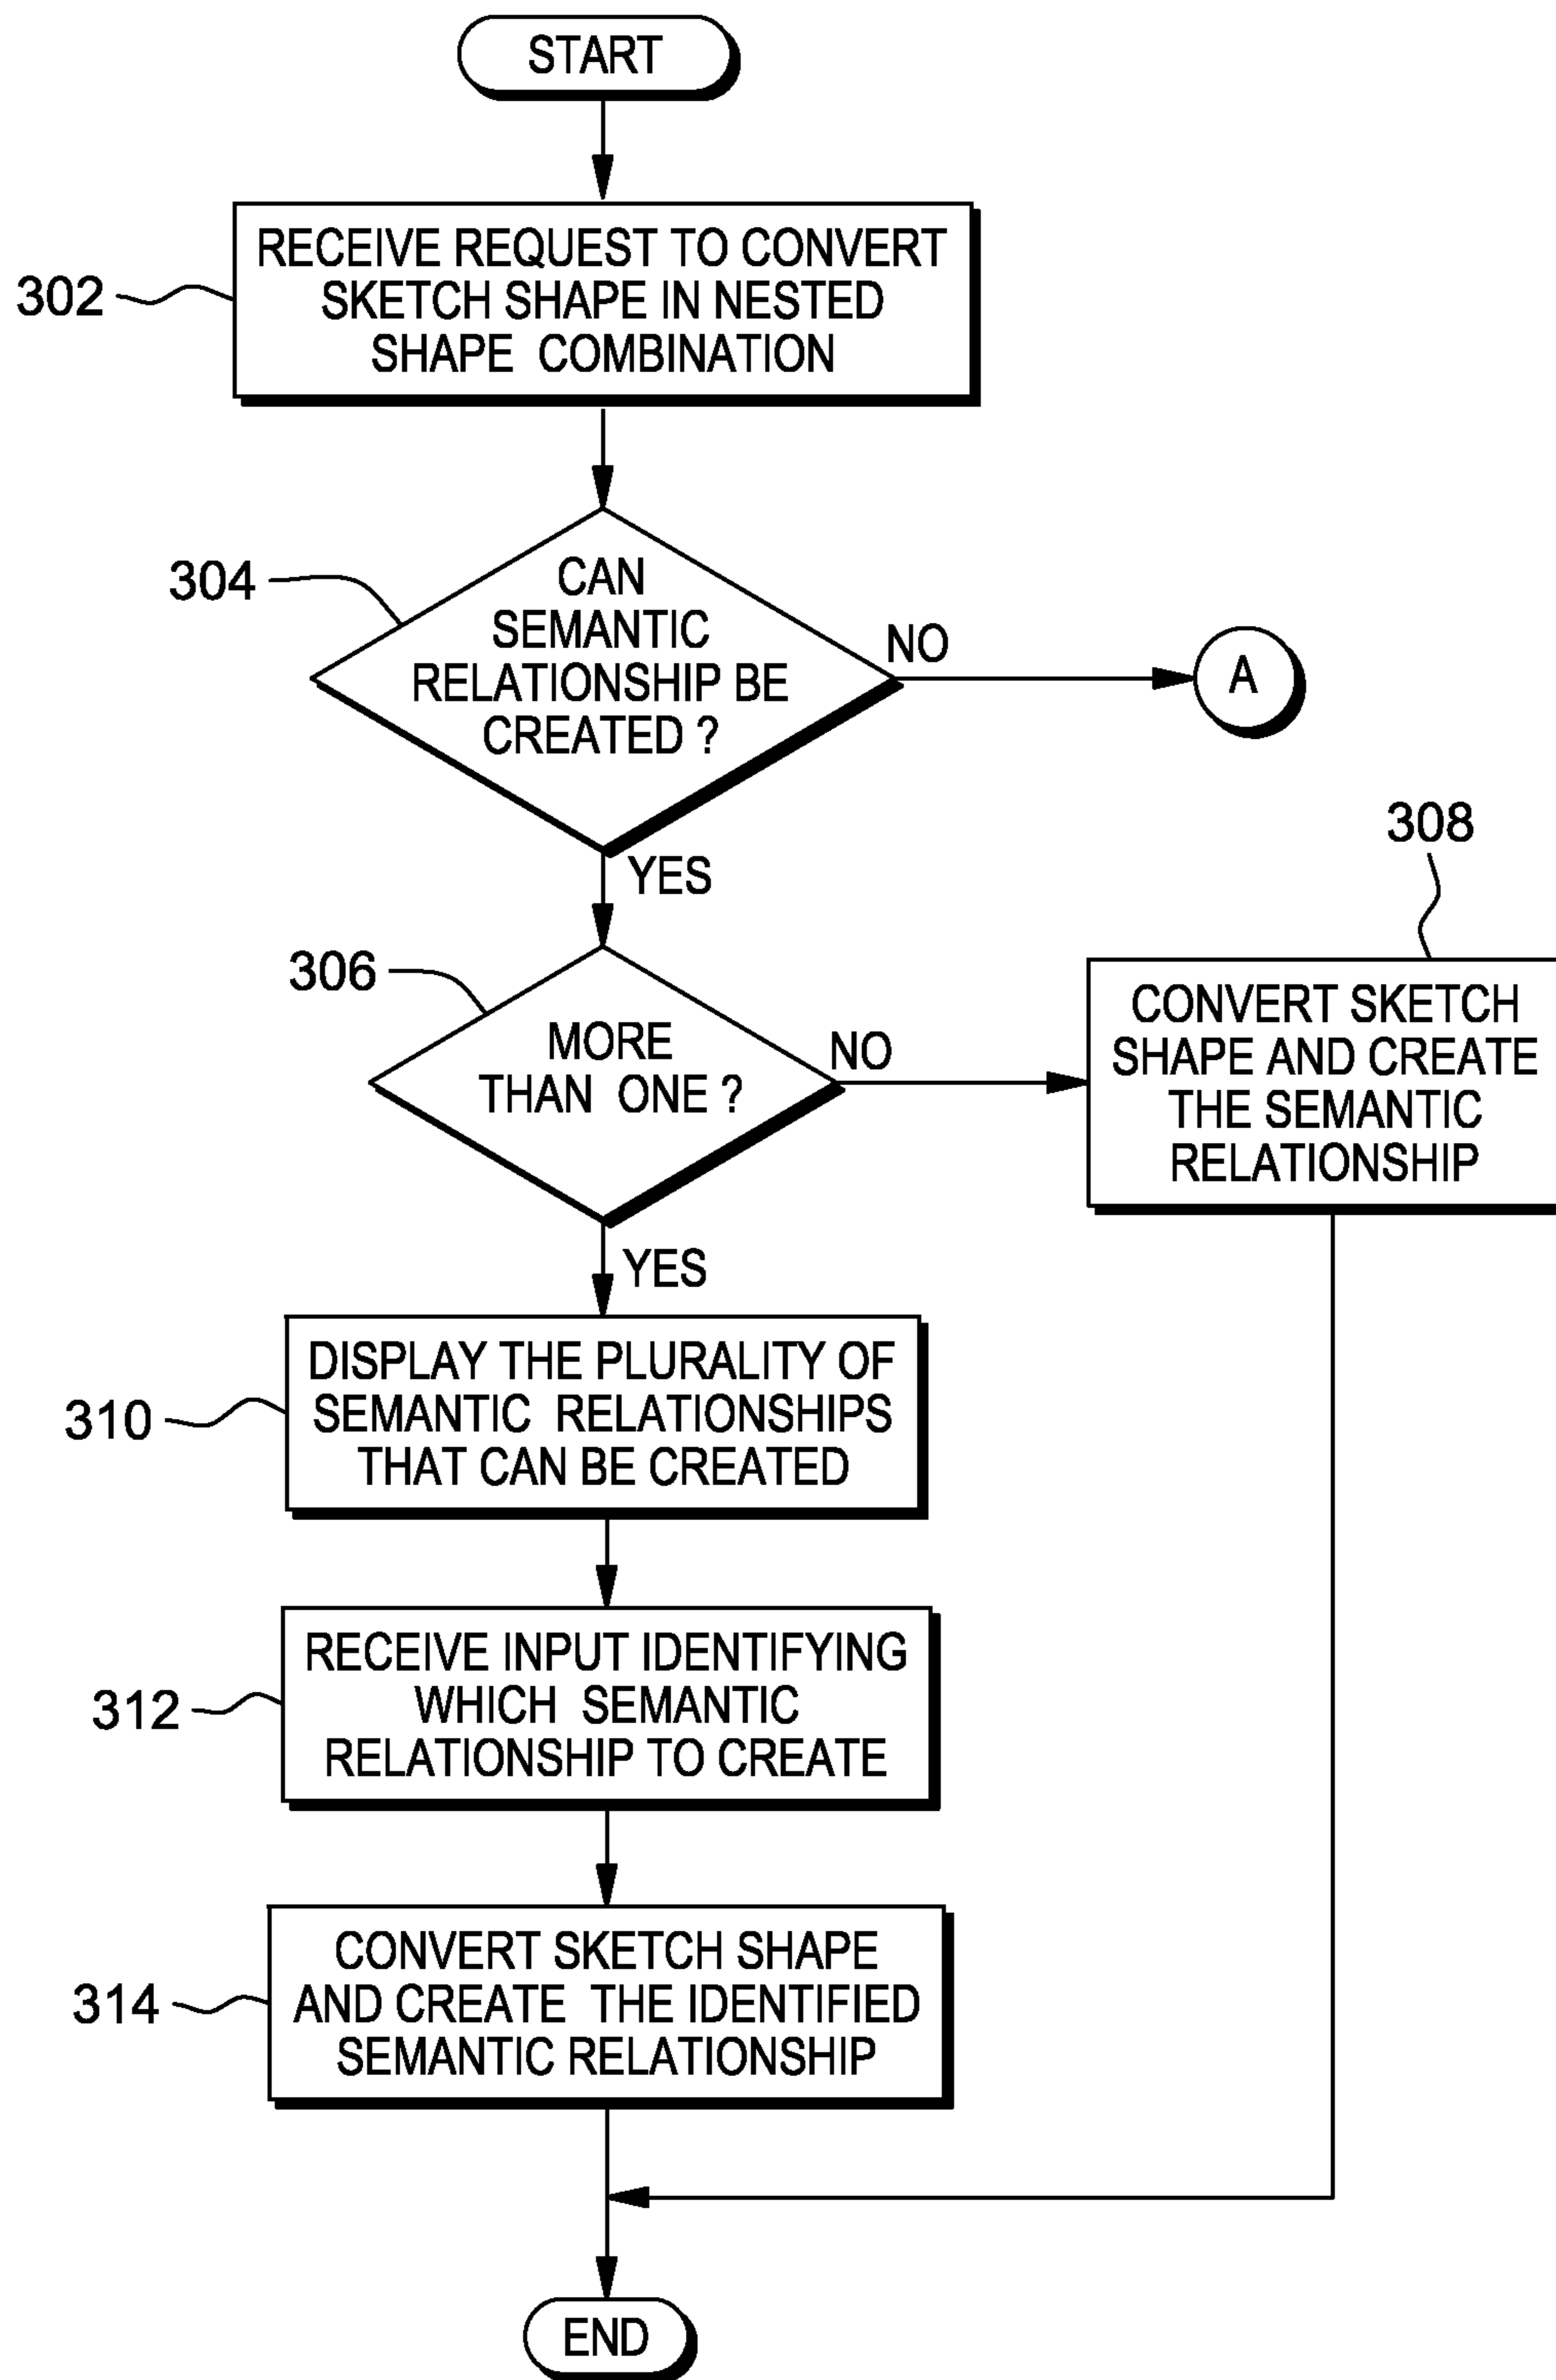 START
302
RECEIVE REQUEST TO CONVERT
SKETCH SHAPE IN NESTED
SHAPE COMBINATION
304
CAN
SEMANTIC
RELATIONSHIP BE
CREATED ?
NO
A
YES
306
MORE
THAN ONE ?
NO
308
CONVERT SKETCH
SHAPE AND CREATE
THE SEMANTIC
RELATIONSHIP
YES
310
DISPLAY THE PLURALITY OF
SEMANTIC RELATIONSHIPS
THAT CAN BE CREATED
312
RECEIVE INPUT IDENTIFYING
WHICH SEMANTIC
RELATIONSHIP TO CREATE
314
CONVERT SKETCH SHAPE
AND CREATE THE IDENTIFIED
SEMANTIC RELATIONSHIP
END